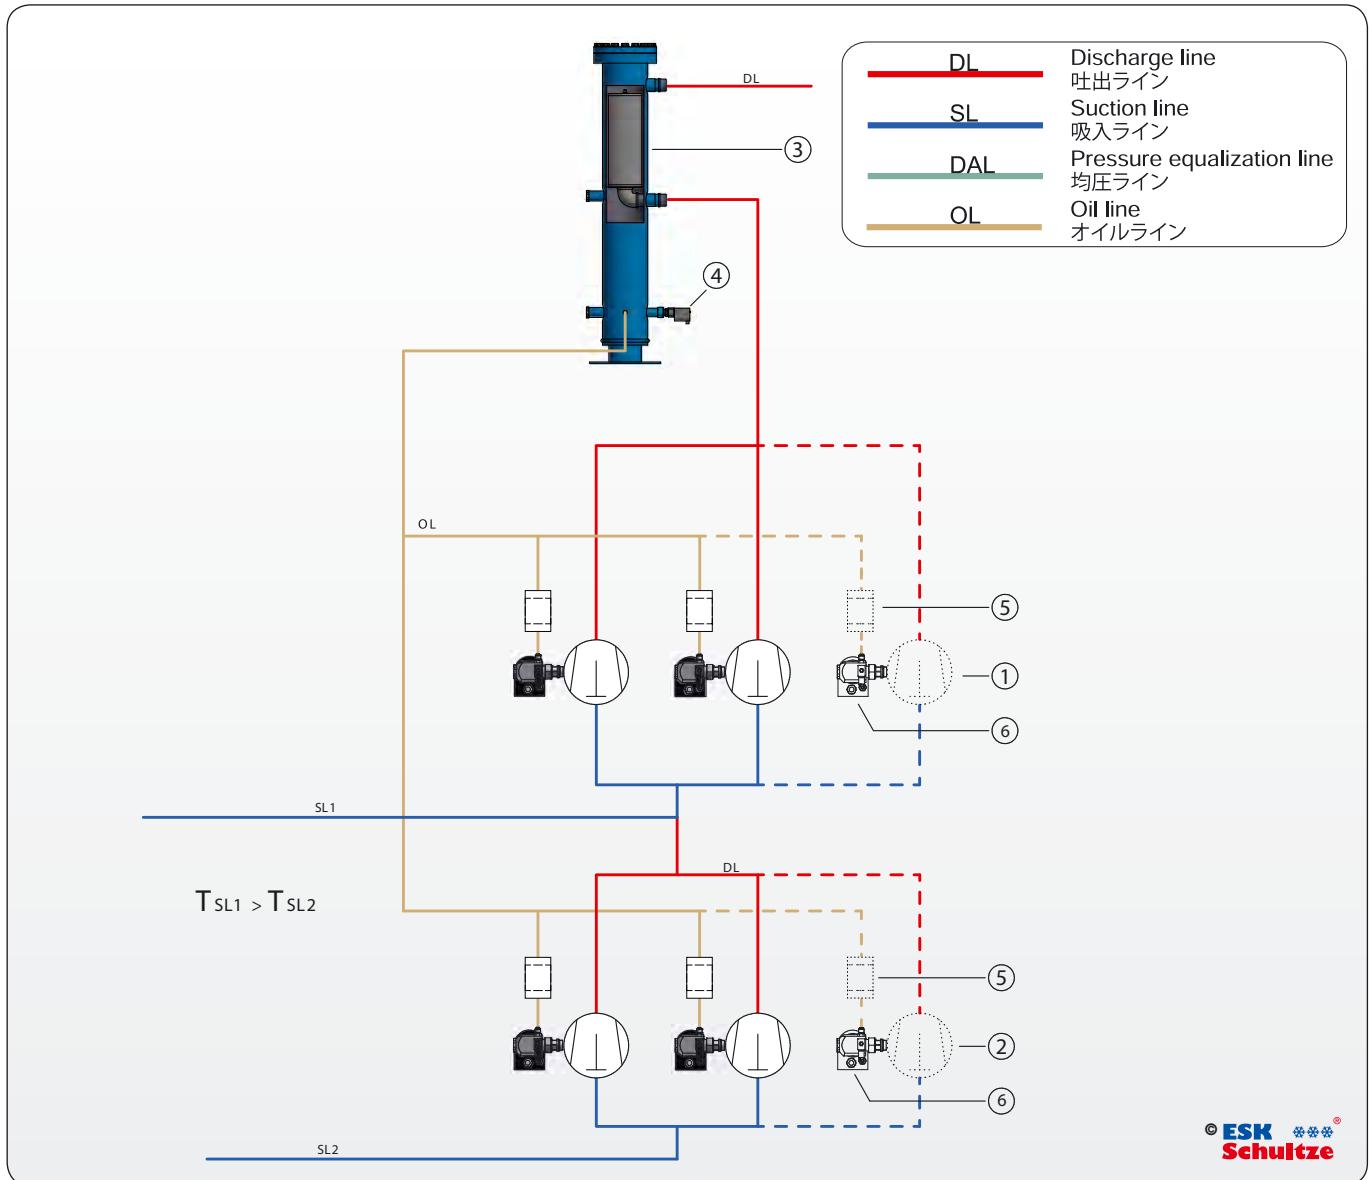 DL
DL
Discharge line
吐出ライン
SL
Suction line
吸入ライン
DAL
Pressure equalization line
均圧ライン
OL
Oil line
オイルライン
3
4
OL
5
1
6
SL1
DL
TSL1 > TSL2
5
2
6
SL2
© ESK ®
Schultze